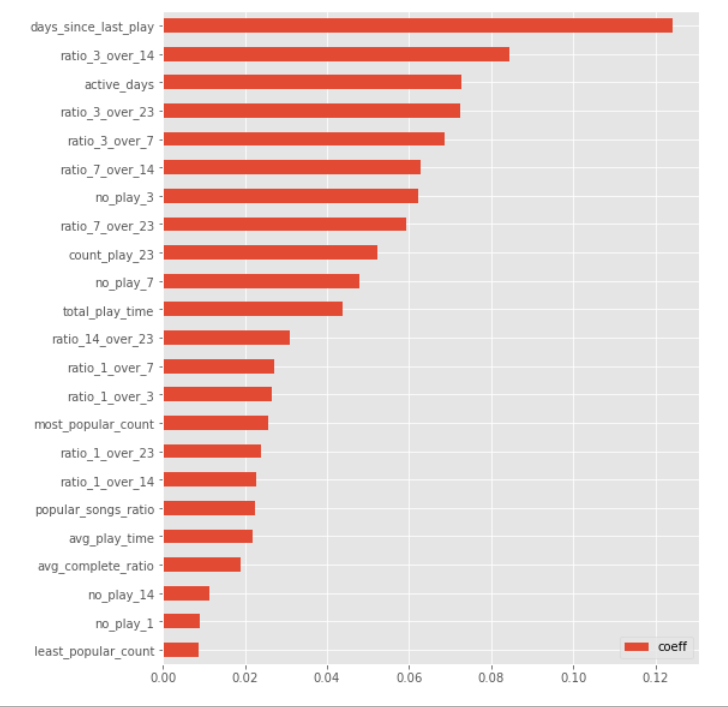 days_since_last_play
ratio_3_over_14
active_days
ratio_3_over_23
ratio_3_over_7
ratio_7_over_14
no_play_3
ratio_7_over_23
count_play_23
no_play_7
total_play_time
ratio_14_over_23
ratio_1_over_7
ratio_1_over_3
most_popular_count
ratio_1_over_23
ratio_1_over_14
popular_songs_ratio
avg_play_time
avg_complete_ratio
no_play_14
no_play_1
least_popular_count
coeff
0.00 0.02 0.04 0.06 0.08 0.10 0.12